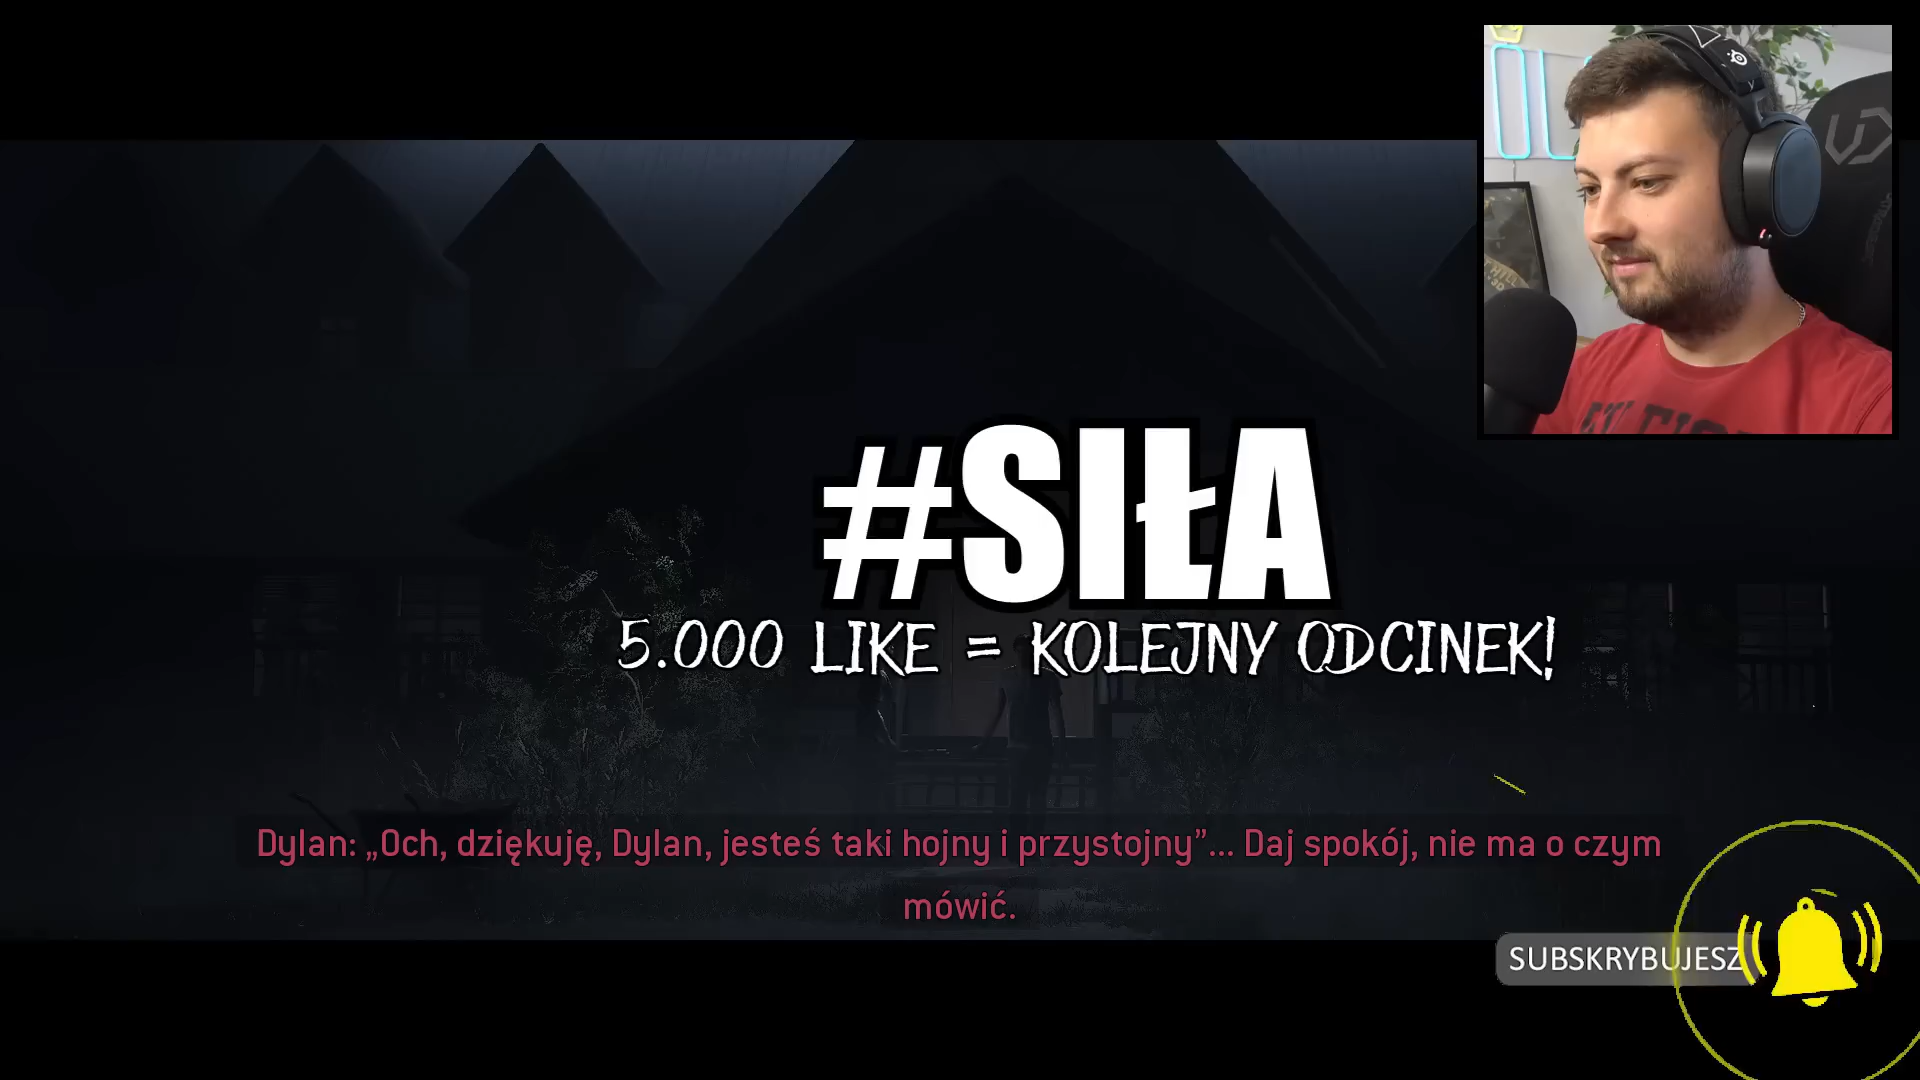 #SIŁA
5.000 LIKE = KOLEJNY ODCINEK!
Dylan: „Och, dziękuję, Dylan, jesteś taki hojny i przystojny”... Daj spokój, nie ma o czym
mówić.
SUBSKRYBUJESZ